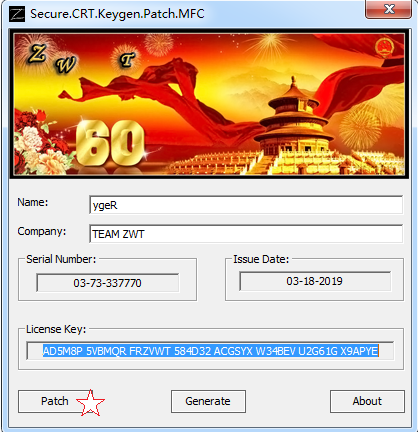 Secure.CRT.Keygen.Patch.MFC
Z W T
60
Name: ygeR
Company: TEAM ZWT
Serial Number: Issue Date:
03-73-337770 03-18-2019
License Key:
AD5M8P 5VBMQR FRZVWT 584D32 ACGSYX W34BEV U2G61G X9APYE
Patch Generate About